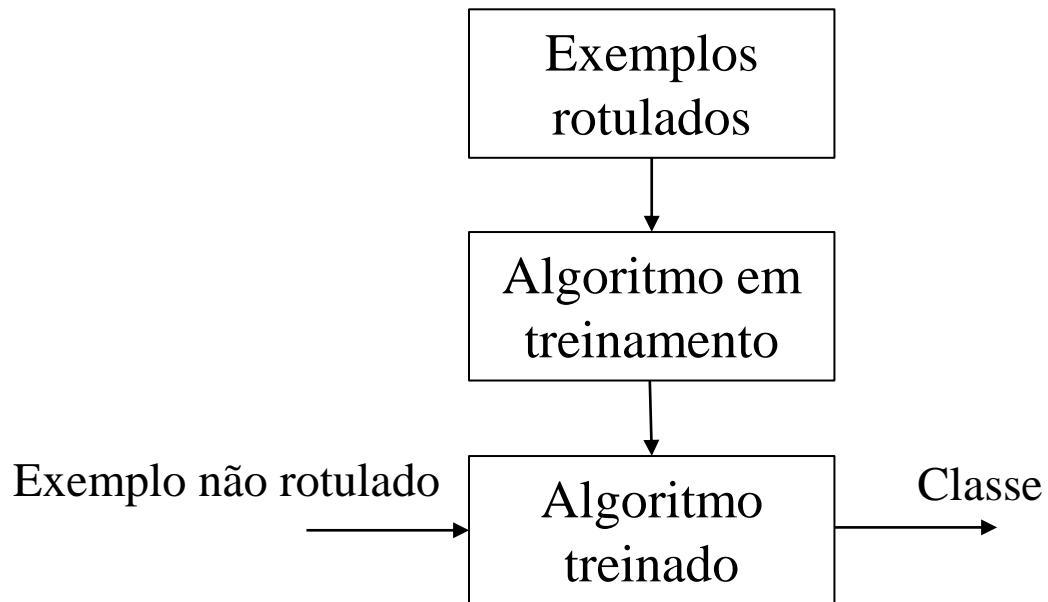 Exemplos
rotulados
Algoritmo em
treinamento
Exemplo não rotulado
Algoritmo
treinado
Classe